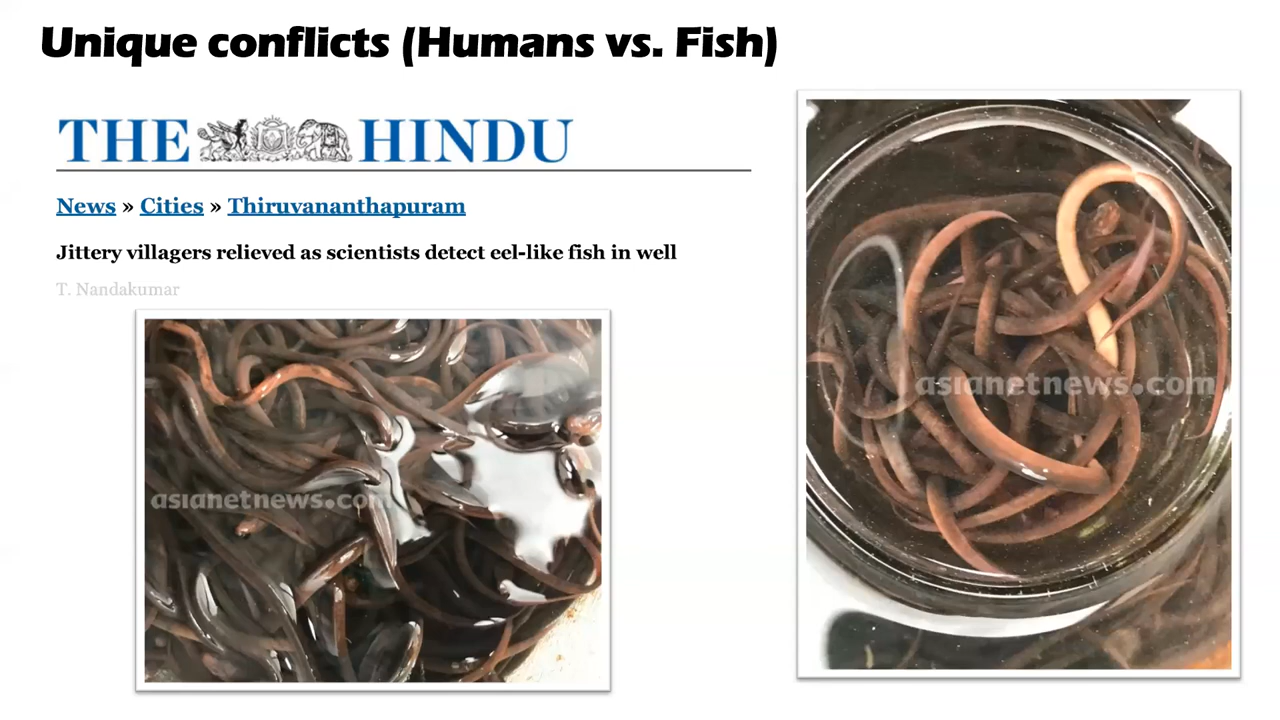 Unique conflicts (Humans vs. Fish)
THE HINDU
News » Cities » Thiruvananthapuram
Jittery villagers relieved as scientists detect eel-like fish in well
T. Nandakumar
asianetnews.com
asianetnews.com